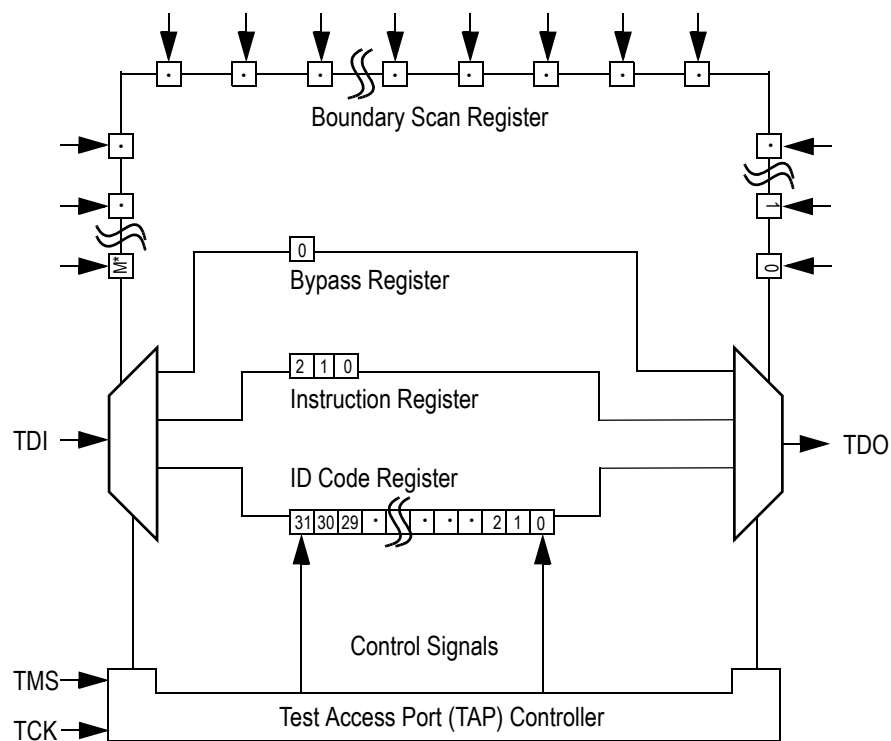 Boundary Scan Register
1
M*
0
0
Bypass Register
2 1 0
Instruction Register
TDI
TDO
ID Code Register
31 30 29 · · · · 2 1 0
Control Signals
TMS
Test Access Port (TAP) Controller
TCK